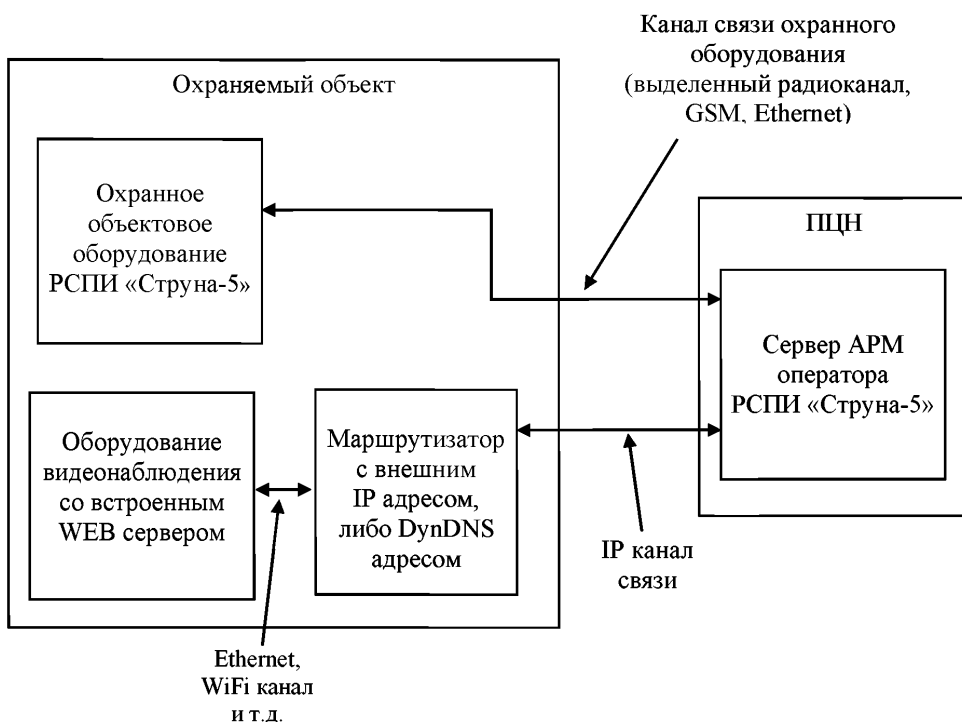 Канал связи охранного
оборудования
(выделенный радиоканал,
GSM, Ethernet)
Охраняемый объект
Охранное
объектовое
оборудование
РСПИ «Струна-5»
ПЦН
Сервер АРМ
оператора
РСПИ «Струна-5»
Оборудование
видеонаблюдения
со встроенным
WEB сервером
Маршрутизатор
с внешним
IP адресом,
либо DynDNS
адресом
IP канал
связи
Ethernet,
WiFi канал
и т.д.